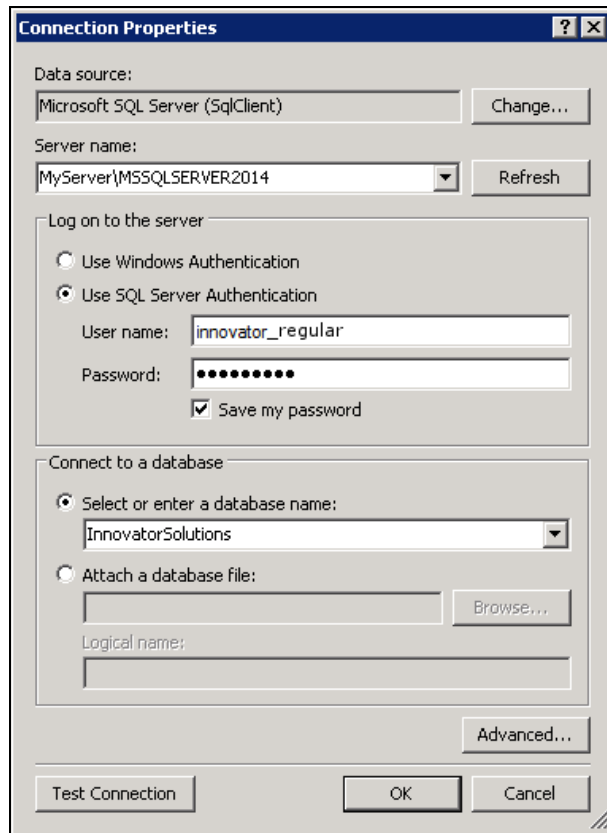 Connection Properties
?
Data source:
Microsoft SQL Server (SqlClient)
Change...
Server name:
MyServer\MSSQLSERVER2014
Refresh
Log on to the server
Use Windows Authentication
Use SQL Server Authentication
User name:
innovator_regular
Password:
●●●●●●●●●
Save my password
Connect to a database
Select or enter a database name:
InnovatorSolutions
Attach a database file:
Browse...
Logical name:
Advanced...
Test Connection
OK
Cancel